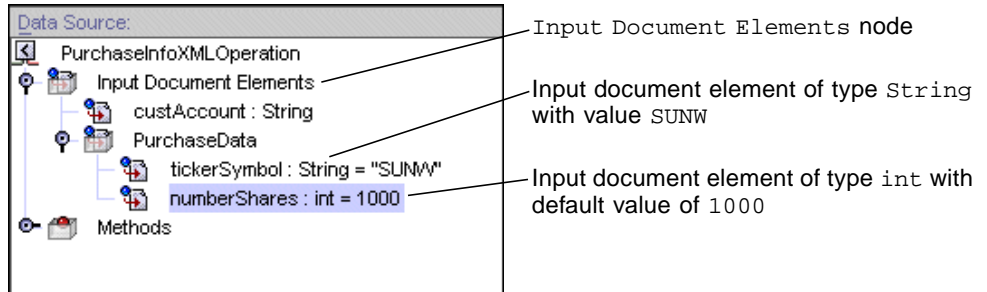 Data Source:
PurchaseInfoXMLOperation
Input Document Elements
custAccount : String
PurchaseData
tickerSymbol : String = "SUNW"
numberShares : int = 1000
Methods
Input Document Elements node
Input document element of type String
with value SUNW
Input document element of type int with
default value of 1000